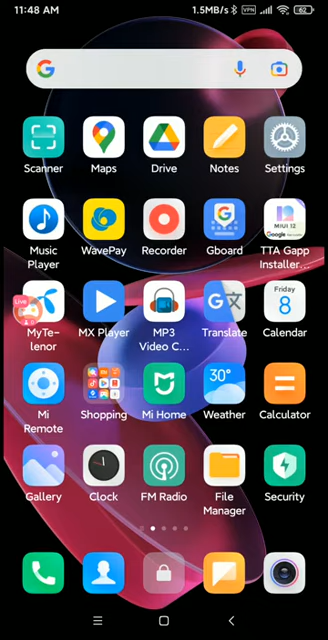 11:48 AM 1.5MB/s VPN 62
G
Scanner Maps Drive Notes Settings
MIUI 12
Music Player WavePay Recorder Gboard TTA Gapp Installer...
Live
Friday
8
MyTe-lenor MX Player MP3 Video C... Translate Calendar
30°
Mi Remote Shopping Mi Home Weather Calculator
Gallery Clock FM Radio File Manager Security